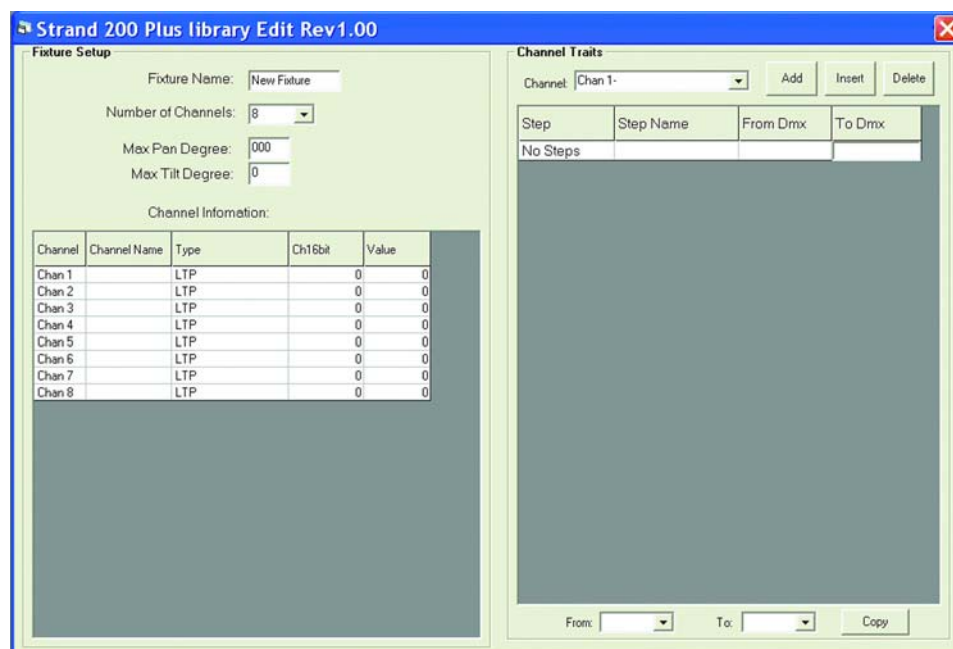 Strand 200 Plus library Edit Rev1.00
Fixture Setup
Fixture Name: New Fixture
Number of Channels: 8
Max Pan Degree: 000
Max Tilt Degree: 0
Channel Infomation:
Channel Channel Name Type Ch16bit Value
Chan 1 LTP 0 0
Chan 2 LTP 0 0
Chan 3 LTP 0 0
Chan 4 LTP 0 0
Chan 5 LTP 0 0
Chan 6 LTP 0 0
Chan 7 LTP 0 0
Chan 8 LTP 0 0
Channel Traits
Channel: Chan 1- Add Insert Delete
Step Step Name From Dmx To Dmx
No Steps
From: To: Copy